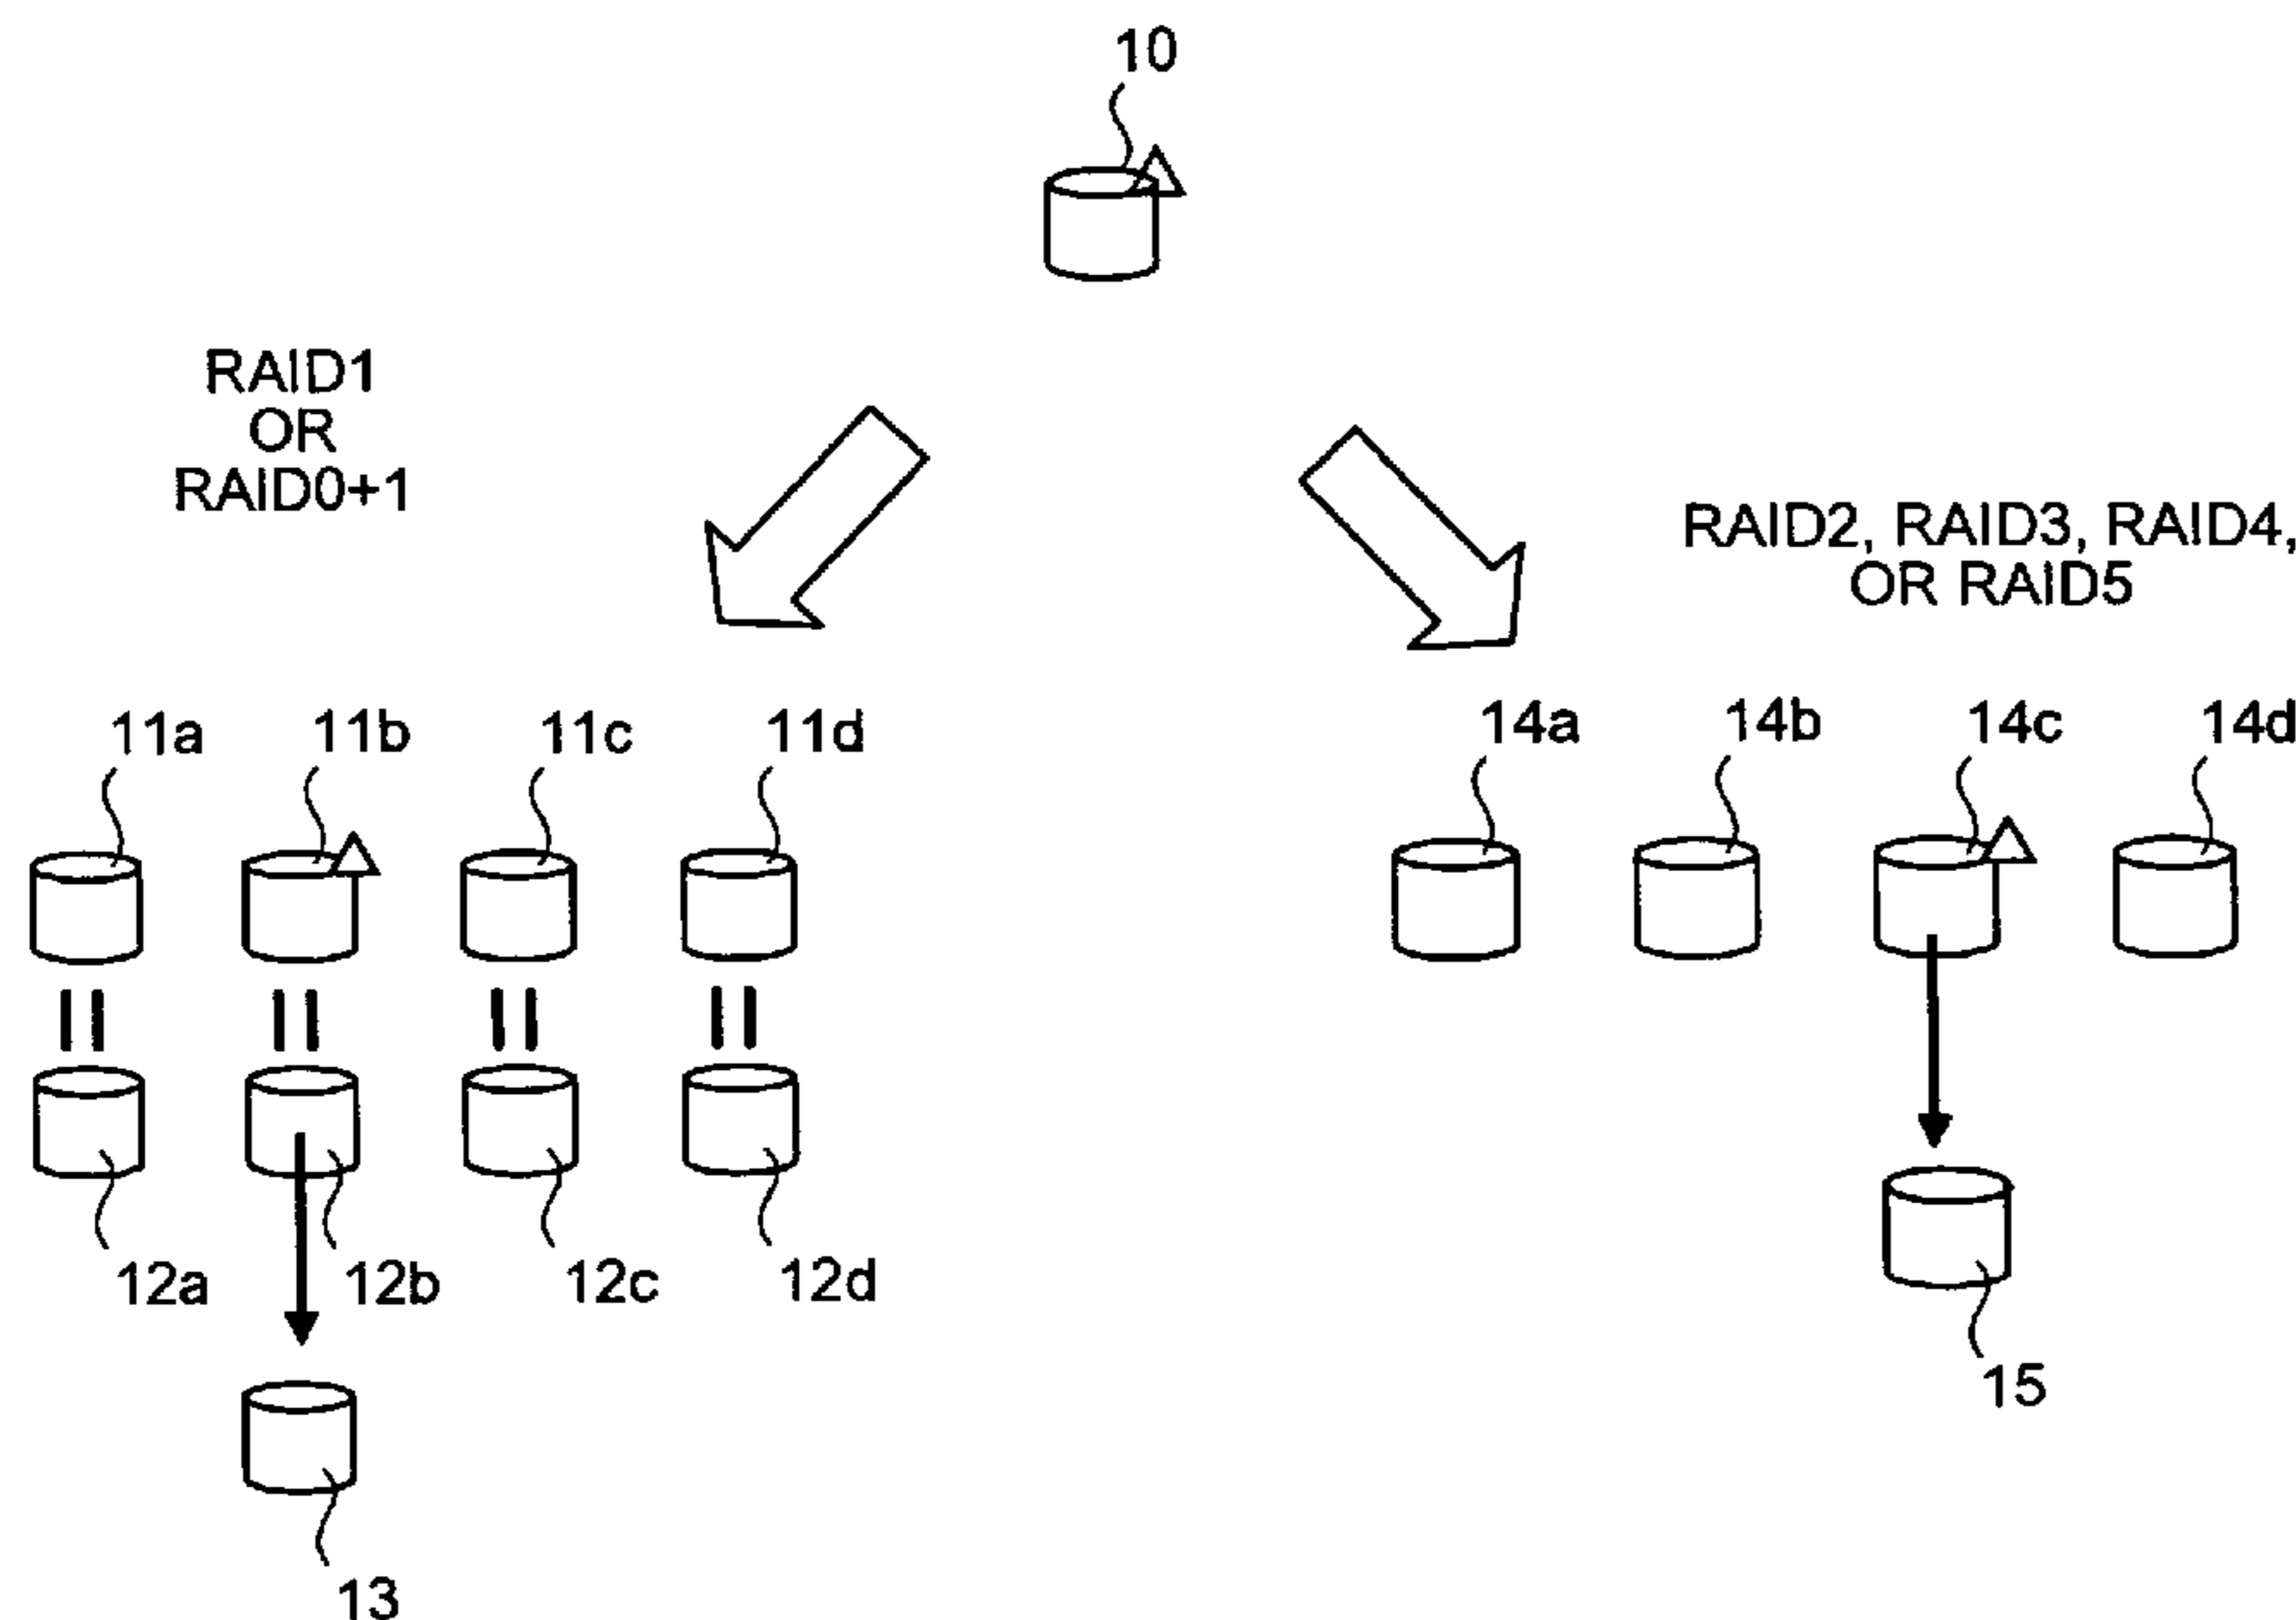 10
RAID1
OR
RAID0+1
RAID2, RAID3, RAID4,
OR RAID5
11a
11b
11c
11d
14a
14b
14c
14d
12a
12b
12c
12d
15
13